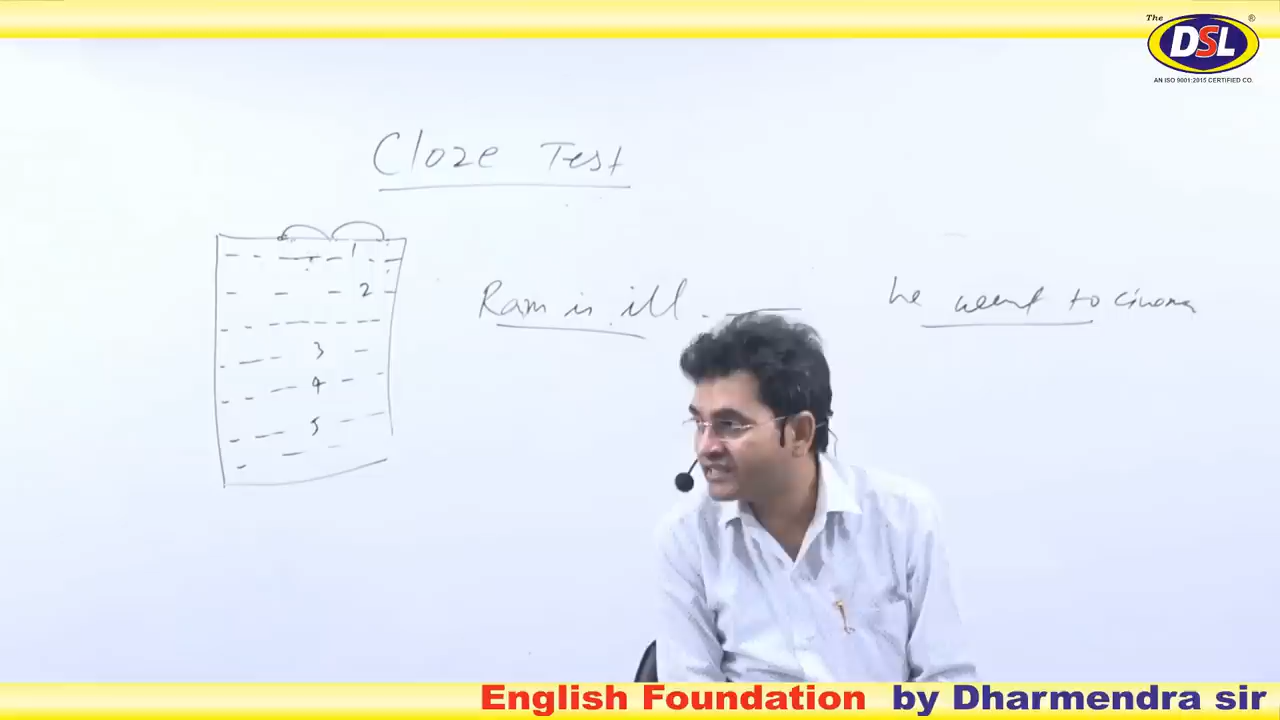 The
®
DSL
AN ISO 9001:2015 CERTIFIED CO.
Cloze Test
1
2
3
4
5
Ram is ill. ___ he went to cinema
English Foundation by Dharmendra sir